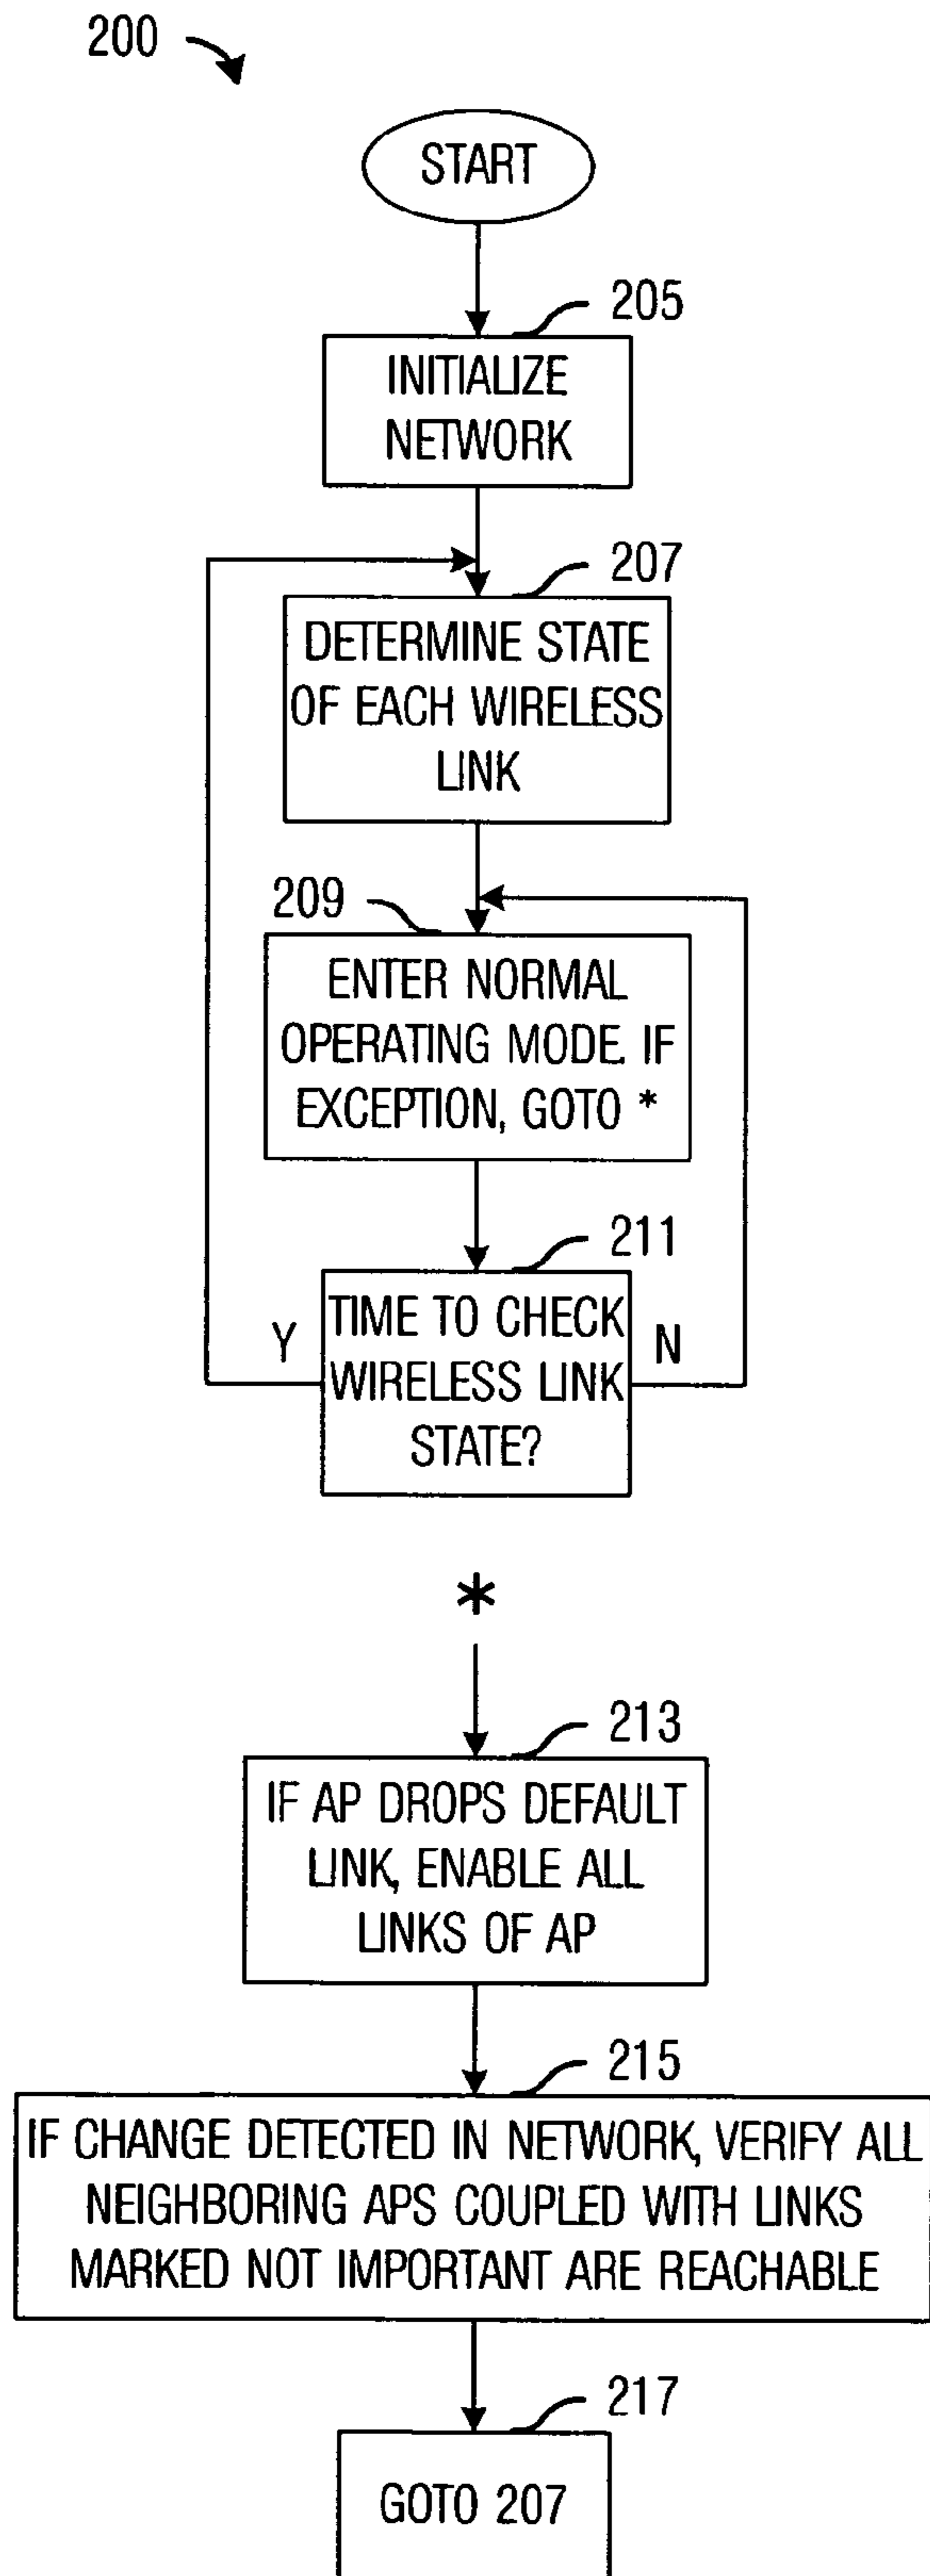 200
START
205
INITIALIZE
NETWORK
207
DETERMINE STATE
OF EACH WIRELESS
LINK
209
ENTER NORMAL
OPERATING MODE. IF
EXCEPTION, GOTO *
211
TIME TO CHECK
WIRELESS LINK
STATE?
Y
N
*
213
IF AP DROPS DEFAULT
LINK, ENABLE ALL
LINKS OF AP
215
IF CHANGE DETECTED IN NETWORK, VERIFY ALL
NEIGHBORING APS COUPLED WITH LINKS
MARKED NOT IMPORTANT ARE REACHABLE
217
GOTO 207